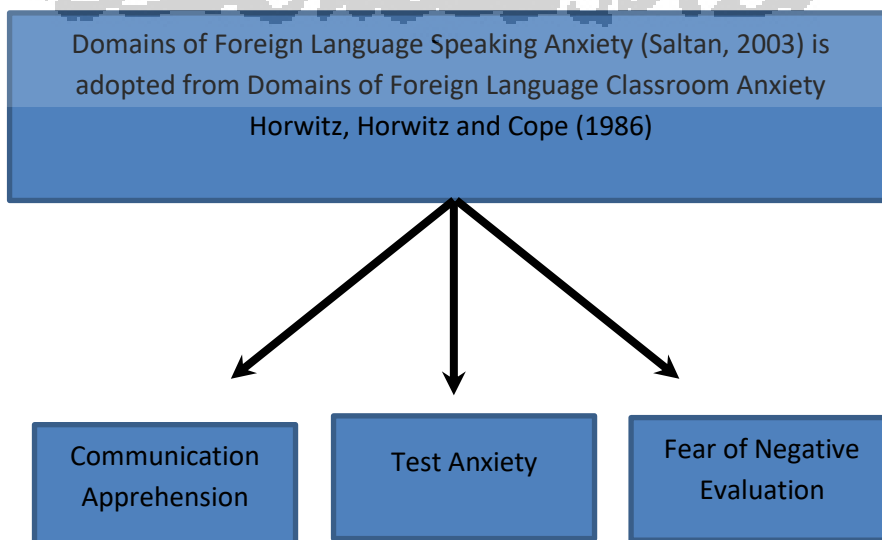 Domains of Foreign Language Speaking Anxiety (Saltan, 2003) is
adopted from Domains of Foreign Language Classroom Anxiety
Horwitz, Horwitz and Cope (1986)
Communication
Apprehension
Test Anxiety
Fear of Negative
Evaluation